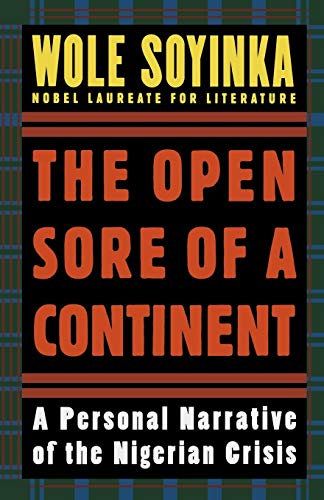 WOLE SOYINKA
NOBEL LAUREATE FOR LITERATURE
THE OPEN
SORE OF A
CONTINENT
A Personal Narrative
of the Nigerian Crisis